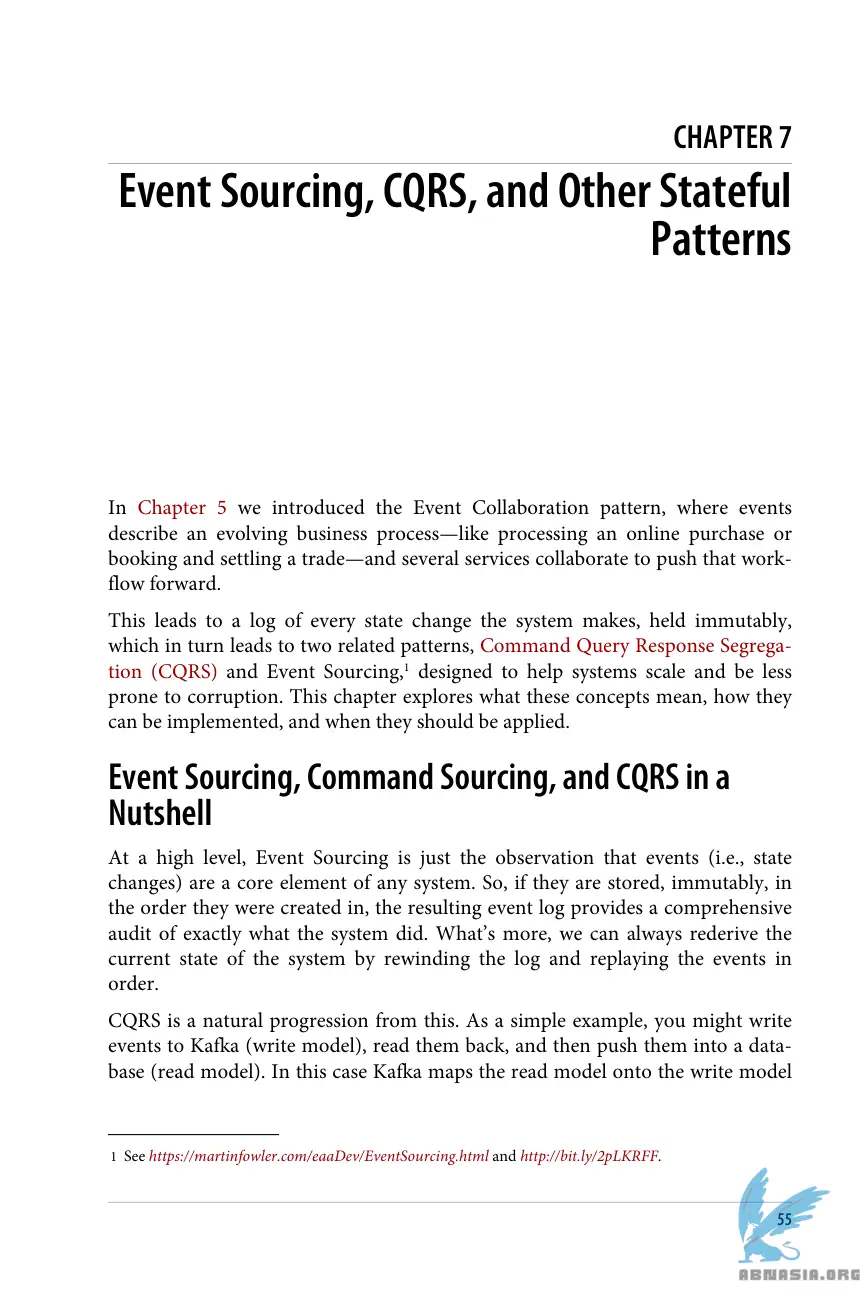 CHAPTER 7
Event Sourcing, CQRS, and Other Stateful
Patterns
In Chapter 5 we introduced the Event Collaboration pattern, where events
describe an evolving business process—like processing an online purchase or
booking and settling a trade—and several services collaborate to push that work-
flow forward.
This leads to a log of every state change the system makes, held immutably,
which in turn leads to two related patterns, Command Query Response Segrega-
tion (CQRS) and Event Sourcing,1 designed to help systems scale and be less
prone to corruption. This chapter explores what these concepts mean, how they
can be implemented, and when they should be applied.
Event Sourcing, Command Sourcing, and CQRS in a
Nutshell
At a high level, Event Sourcing is just the observation that events (i.e., state
changes) are a core element of any system. So, if they are stored, immutably, in
the order they were created in, the resulting event log provides a comprehensive
audit of exactly what the system did. What’s more, we can always rederive the
current state of the system by rewinding the log and replaying the events in
order.
CQRS is a natural progression from this. As a simple example, you might write
events to Kafka (write model), read them back, and then push them into a data-
base (read model). In this case Kafka maps the read model onto the write model
1 See https://martinfowler.com/eaaDev/EventSourcing.html and http://bit.ly/2pLKRFF.
55
ABNASIA.ORG